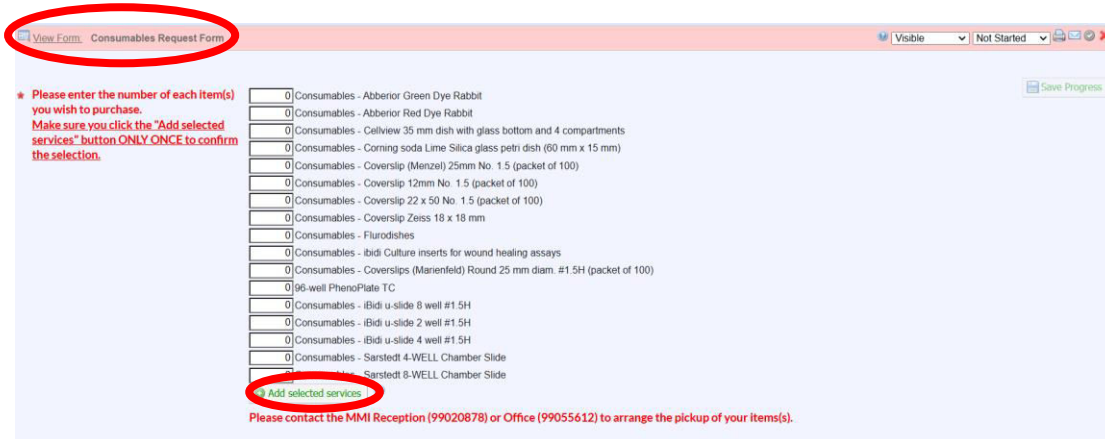 View Form: Consumables Request Form
Visible
Not Started
Save Progress
* Please enter the number of each item(s)
you wish to purchase.
Make sure you click the "Add selected
services" button ONLY ONCE to confirm
the selection.
0 Consumables - Abberior Green Dye Rabbit
0 Consumables - Abberior Red Dye Rabbit
0 Consumables - Cellview 35 mm dish with glass bottom and 4 compartments
0 Consumables - Corning soda Lime Silica glass petri dish (60 mm x 15 mm)
0 Consumables - Coverslip (Menzel) 25mm No. 1.5 (packet of 100)
0 Consumables - Coverslip 12mm No. 1.5 (packet of 100)
0 Consumables - Coverslip 22 x 50 No. 1.5 (packet of 100)
0 Consumables - Coverslip Zeiss 18 x 18 mm
0 Consumables - Flurodishes
0 Consumables - ibidi Culture inserts for wound healing assays
0 Consumables - Coverslips (Marienfeld) Round 25 mm diam. #1.5H (packet of 100)
0 96-well PhenoPlate TC
0 Consumables - iBidi u-slide 8 well #1.5H
0 Consumables - iBidi u-slide 2 well #1.5H
0 Consumables - iBidi u-slide 4 well #1.5H
0 Consumables - Sarstedt 4-WELL Chamber Slide
0 Consumables - Sarstedt 8-WELL Chamber Slide
Add selected services
Please contact the MMI Reception (99020878) or Office (99055612) to arrange the pickup of your items(s).